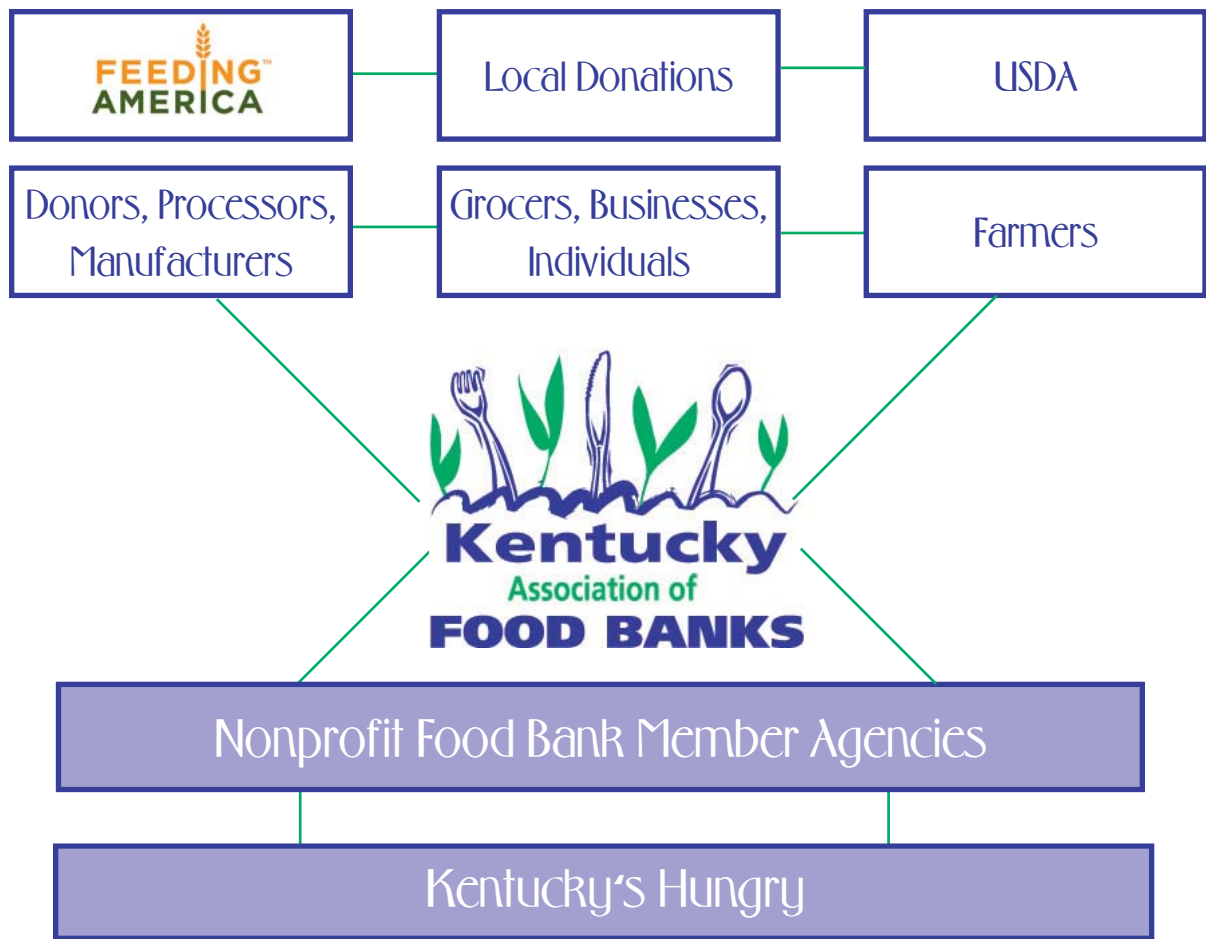 FEEDING™
AMERICA
Local Donations
USDA
Donors, Processors,
Manufacturers
Grocers, Businesses,
Individuals
Farmers
Kentucky
Association of
FOOD BANKS
Nonprofit Food Bank Member Agencies
Kentucky's Hungry